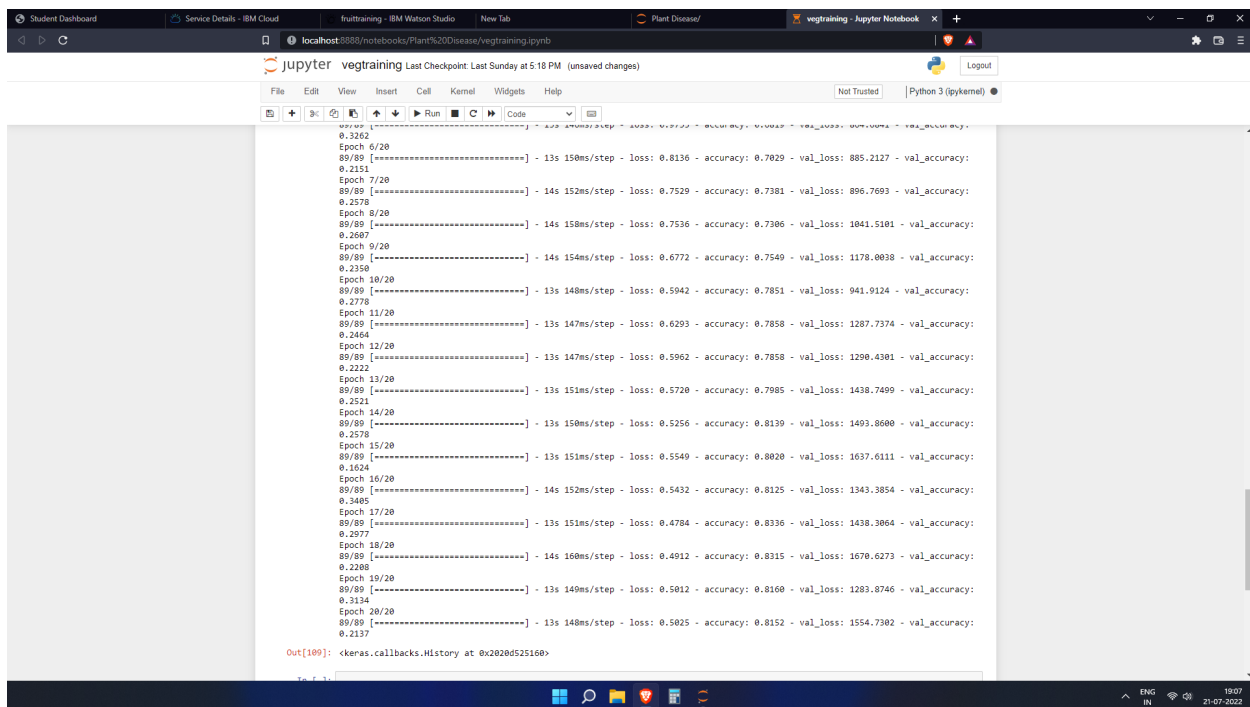 Student Dashboard
Service Details - IBM Cloud
fruittraining - IBM Watson Studio
New Tab
Plant Disease/
vegtraining - Jupyter Notebook
localhost:8888/notebooks/Plant%20Disease/vegtraining.ipynb
jupyter vegtraining Last Checkpoint: Last Sunday at 5:18 PM (unsaved changes)
Logout
File Edit View Insert Cell Kernel Widgets Help
Not Trusted
Python 3 (ipykernel)
Run
Code
0.3262
Epoch 6/20
89/89 [==============================] - 13s 150ms/step - loss: 0.8136 - accuracy: 0.7029 - val_loss: 885.2127 - val_accuracy:
0.2151
Epoch 7/20
89/89 [==============================] - 14s 152ms/step - loss: 0.7529 - accuracy: 0.7381 - val_loss: 896.7693 - val_accuracy:
0.2578
Epoch 8/20
89/89 [==============================] - 14s 158ms/step - loss: 0.7536 - accuracy: 0.7306 - val_loss: 1041.5101 - val_accuracy:
0.2607
Epoch 9/20
89/89 [==============================] - 14s 154ms/step - loss: 0.6772 - accuracy: 0.7549 - val_loss: 1178.0038 - val_accuracy:
0.2350
Epoch 10/20
89/89 [==============================] - 13s 148ms/step - loss: 0.5942 - accuracy: 0.7851 - val_loss: 941.9124 - val_accuracy:
0.2778
Epoch 11/20
89/89 [==============================] - 13s 147ms/step - loss: 0.6293 - accuracy: 0.7858 - val_loss: 1287.7374 - val_accuracy:
0.2464
Epoch 12/20
89/89 [==============================] - 13s 147ms/step - loss: 0.5962 - accuracy: 0.7858 - val_loss: 1290.4301 - val_accuracy:
0.2222
Epoch 13/20
89/89 [==============================] - 13s 151ms/step - loss: 0.5720 - accuracy: 0.7985 - val_loss: 1438.7499 - val_accuracy:
0.2521
Epoch 14/20
89/89 [==============================] - 13s 150ms/step - loss: 0.5256 - accuracy: 0.8139 - val_loss: 1493.8600 - val_accuracy:
0.2578
Epoch 15/20
89/89 [==============================] - 13s 151ms/step - loss: 0.5549 - accuracy: 0.8020 - val_loss: 1637.6111 - val_accuracy:
0.1624
Epoch 16/20
89/89 [==============================] - 14s 152ms/step - loss: 0.5432 - accuracy: 0.8125 - val_loss: 1343.3854 - val_accuracy:
0.3405
Epoch 17/20
89/89 [==============================] - 13s 151ms/step - loss: 0.4784 - accuracy: 0.8336 - val_loss: 1438.3064 - val_accuracy:
0.2977
Epoch 18/20
89/89 [==============================] - 14s 160ms/step - loss: 0.4912 - accuracy: 0.8315 - val_loss: 1670.6273 - val_accuracy:
0.2208
Epoch 19/20
89/89 [==============================] - 13s 149ms/step - loss: 0.5012 - accuracy: 0.8160 - val_loss: 1283.8746 - val_accuracy:
0.3134
Epoch 20/20
89/89 [==============================] - 13s 148ms/step - loss: 0.5025 - accuracy: 0.8152 - val_loss: 1554.7302 - val_accuracy:
0.2137
Out[109]: <keras.callbacks.History at 0x2020d525160>
In [ ]:
ENG
IN
19:07
21-07-2022